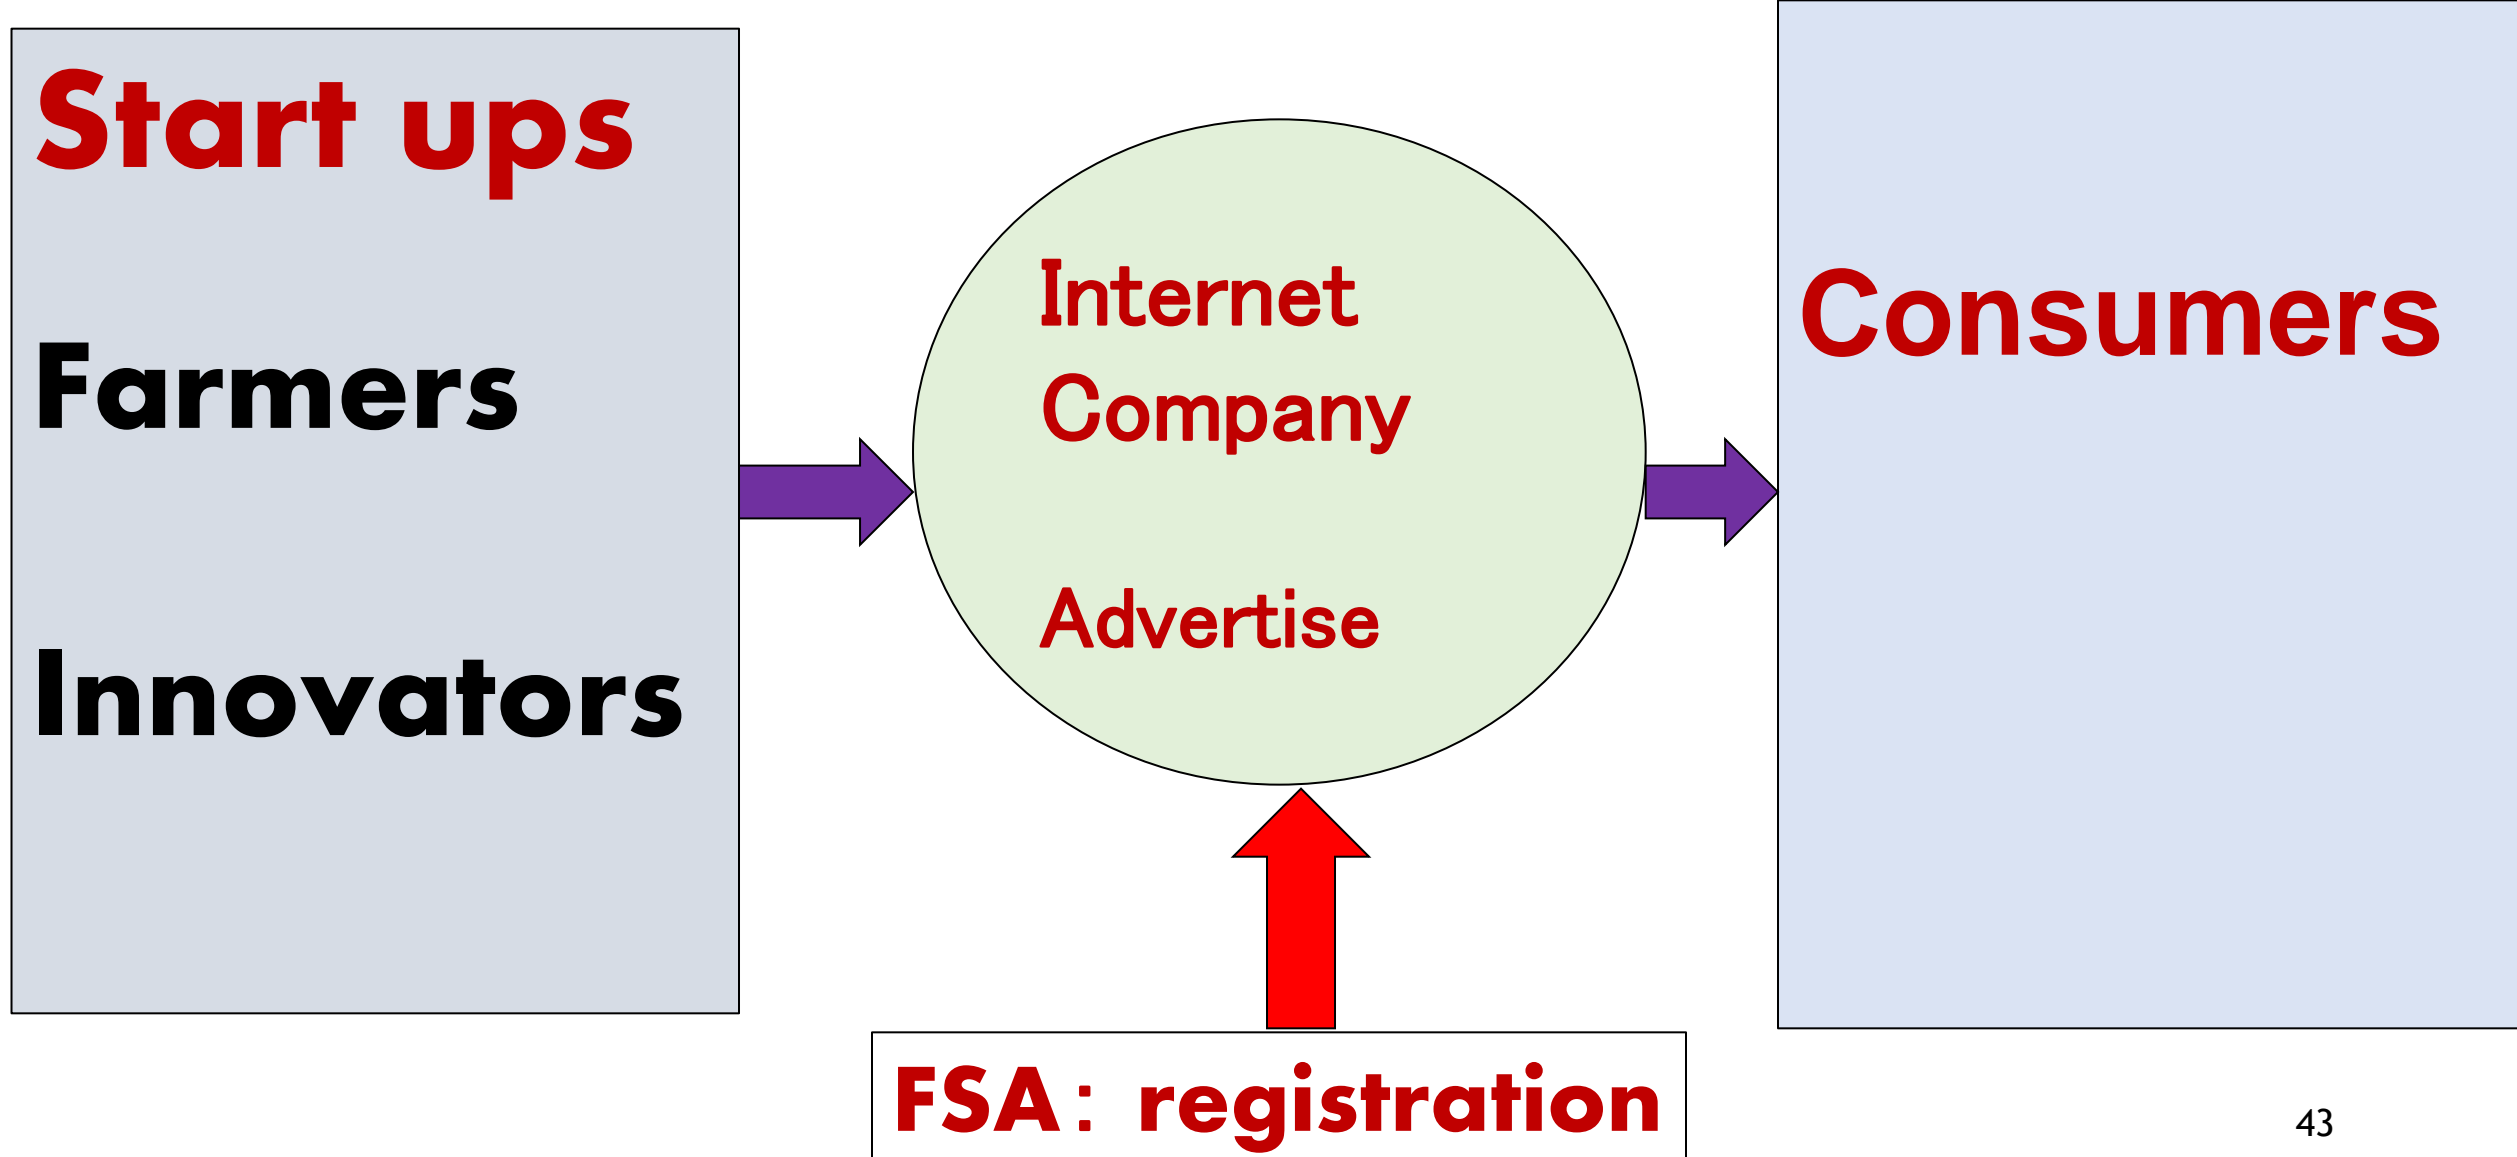 Start ups
Farmers
Innovators
Internet
Company
Advertise
Consumers
FSA: registration
43